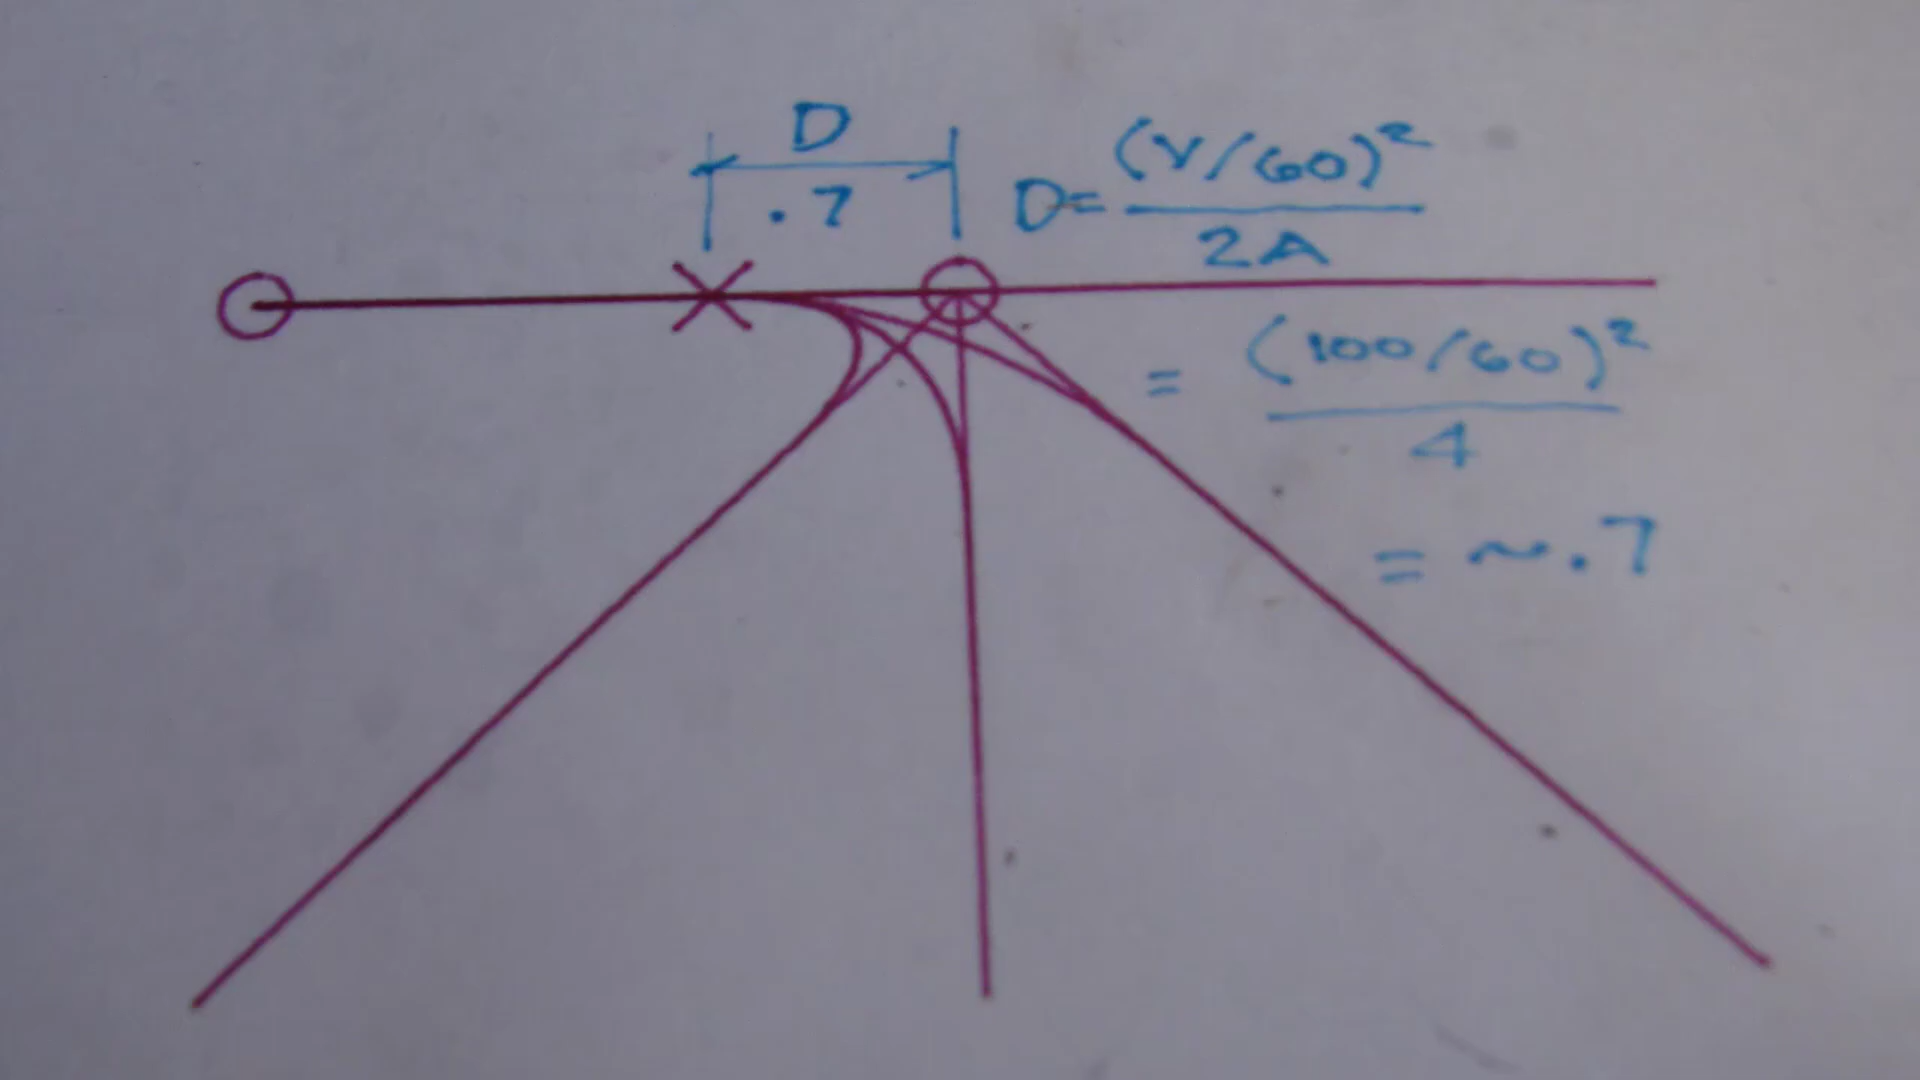 D
.7
D= (V/60)²
2A
= (100/60)²
4
= ~.7